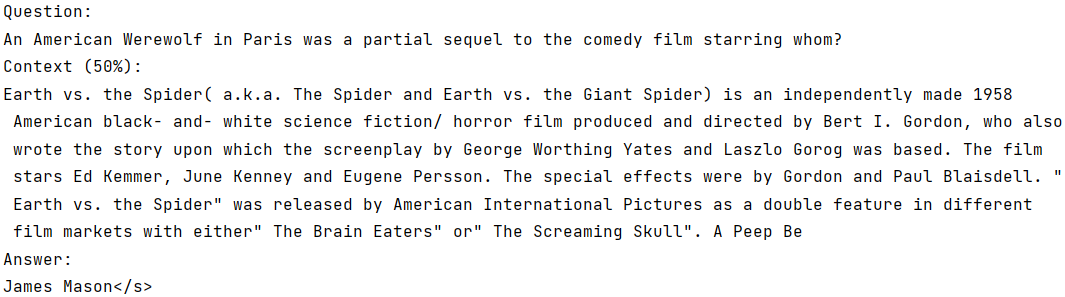 Question:
An American Werewolf in Paris was a partial sequel to the comedy film starring whom?
Context (50%):
Earth vs. the Spider( a.k.a. The Spider and Earth vs. the Giant Spider) is an independently made 1958
American black- and- white science fiction/ horror film produced and directed by Bert I. Gordon, who also
wrote the story upon which the screenplay by George Worthing Yates and Laszlo Gorog was based. The film
stars Ed Kemmer, June Kenney and Eugene Persson. The special effects were by Gordon and Paul Blaisdell. "
Earth vs. the Spider" was released by American International Pictures as a double feature in different
film markets with either" The Brain Eaters" or" The Screaming Skull". A Peep Be
Answer:
James Mason</s>